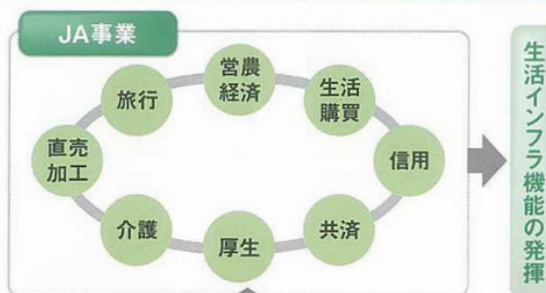 JA事業
営農
経済
生活
購買
信用
共済
厚生
介護
直売
加工
旅行
生活インフラ機能の発揮